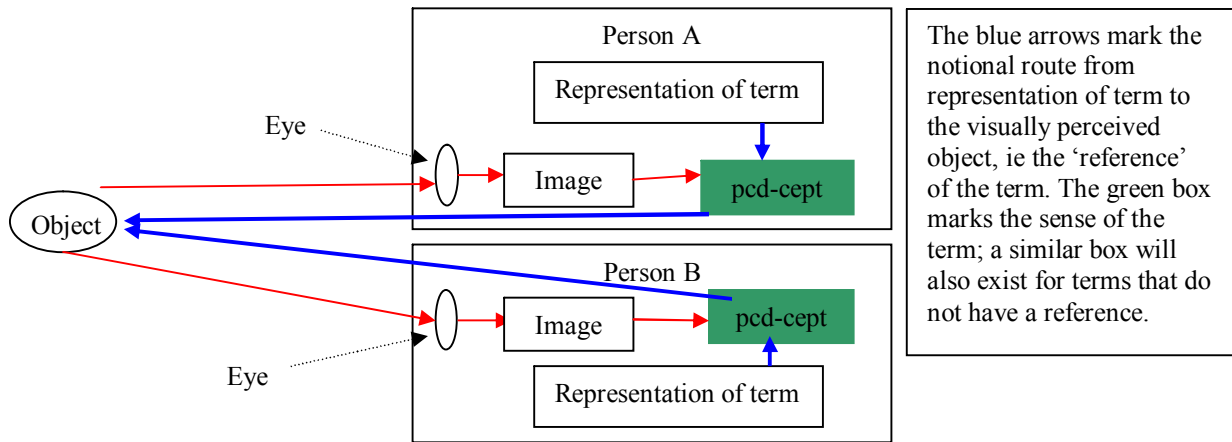 Person A
Representation of term
Eye
Image
pcd-cept
Object
Person B
Image
pcd-cept
Eye
Representation of term
The blue arrows mark the
notional route from
representation of term to
the visually perceived
object, ie the ‘reference’
of the term. The green box
marks the sense of the
term; a similar box will
also exist for terms that do
not have a reference.